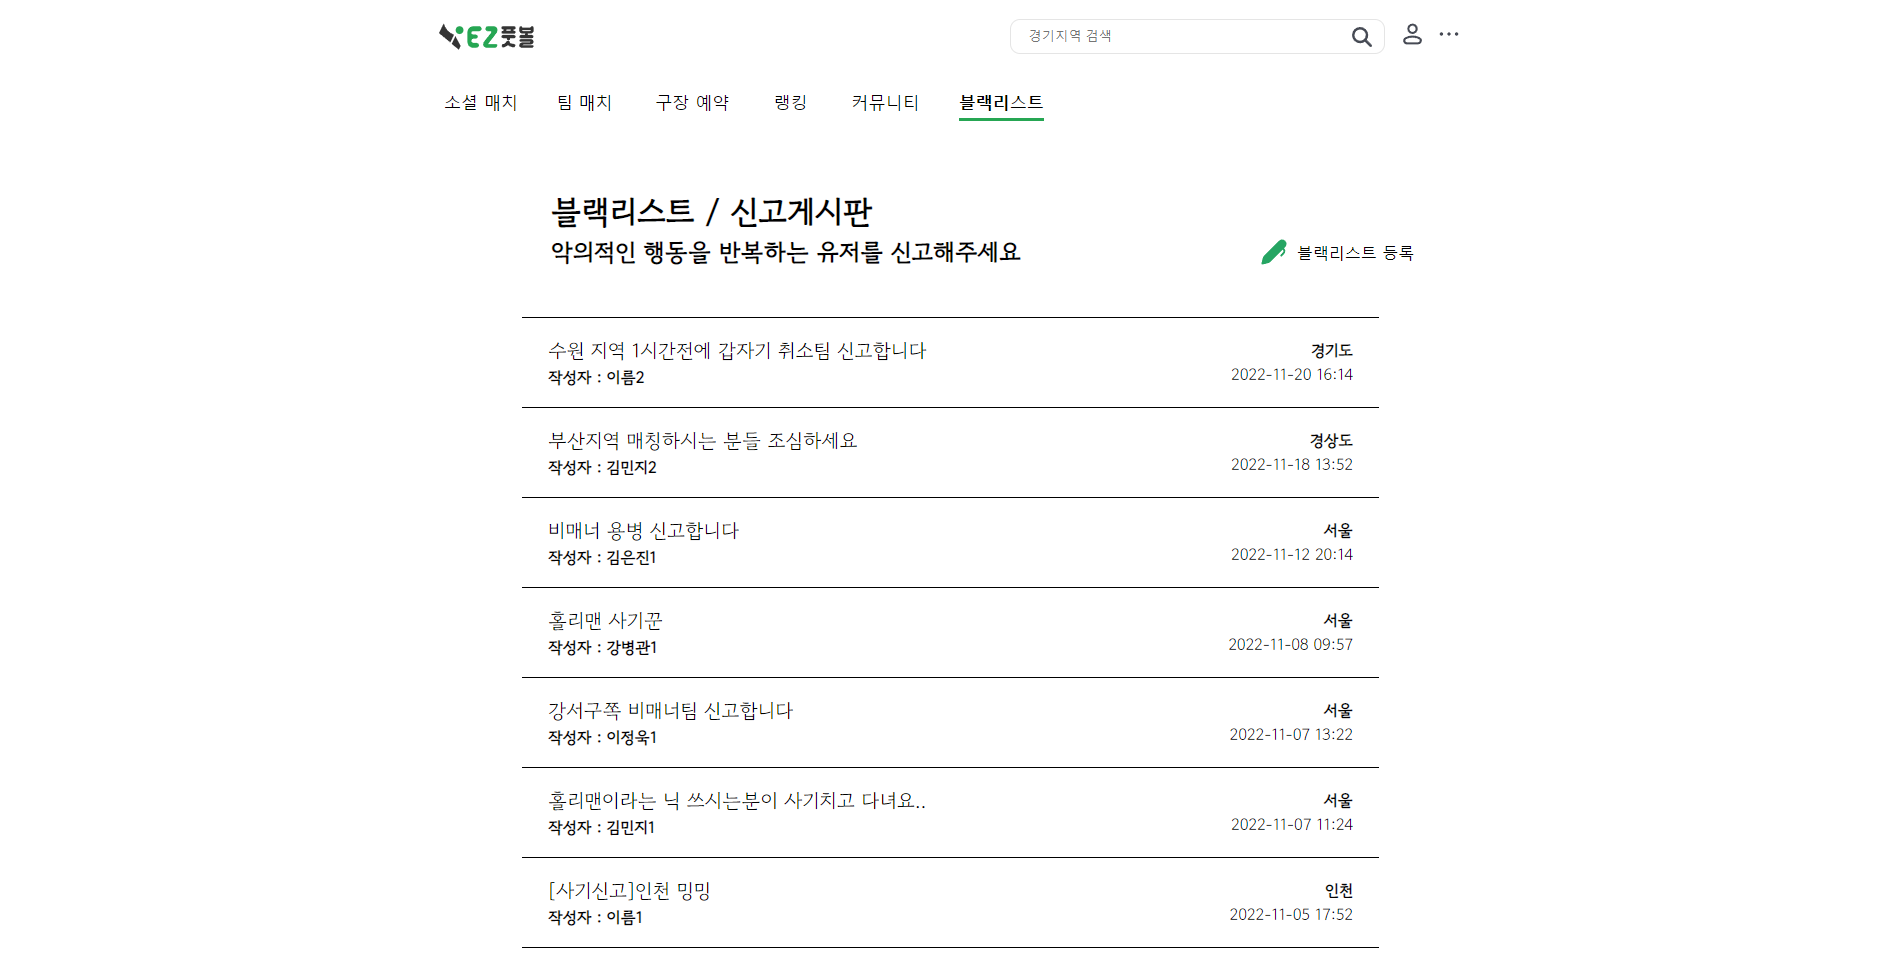 EZ풋볼
경기지역 검색
소셜 매치 팀 매치 구장 예약 랭킹 커뮤니티 블랙리스트
블랙리스트 / 신고게시판
악의적인 행동을 반복하는 유저를 신고해주세요
블랙리스트 등록
수원 지역 1시간전에 갑자기 취소팀 신고합니다
경기도
작성자 : 이름2
2022-11-20 16:14
부산지역 매칭하시는 분들 조심하세요
경상도
작성자 : 김민지2
2022-11-18 13:52
비매너 용병 신고합니다
서울
작성자 : 김은진1
2022-11-12 20:14
홀리맨 사기꾼
서울
작성자 : 강병관1
2022-11-08 09:57
강서구쪽 비매너팀 신고합니다
서울
작성자 : 이정욱1
2022-11-07 13:22
홀리맨이라는 닉 쓰시는분이 사기치고 다녀요..
서울
작성자 : 김민지1
2022-11-07 11:24
[사기신고]인천 밍밍
인천
작성자 : 이름1
2022-11-05 17:52